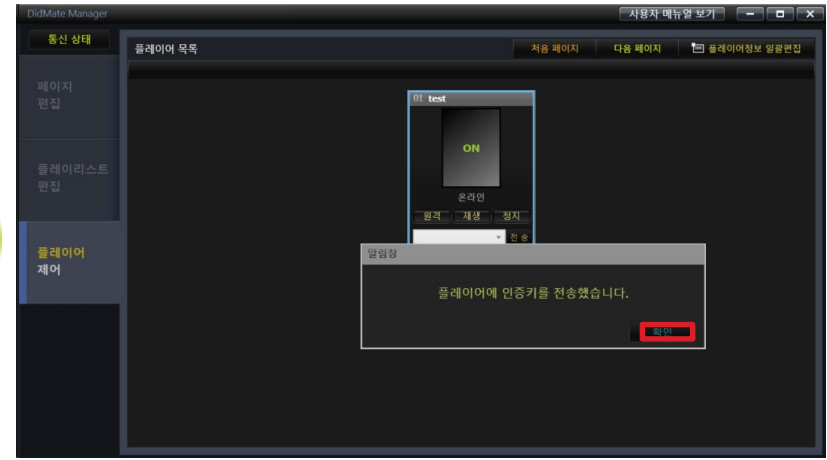 DidMate Manager
사용자 메뉴얼 보기
통신 상태
플레이어 목록
처음 페이지
다음 페이지
플레이어정보 일괄편집
페이지
편집
01 test
ON
플레이리스트
편집
온라인
원격 재생 정지
전 송
플레이어
제어
알림창
플레이어에 인증키를 전송했습니다.
확인